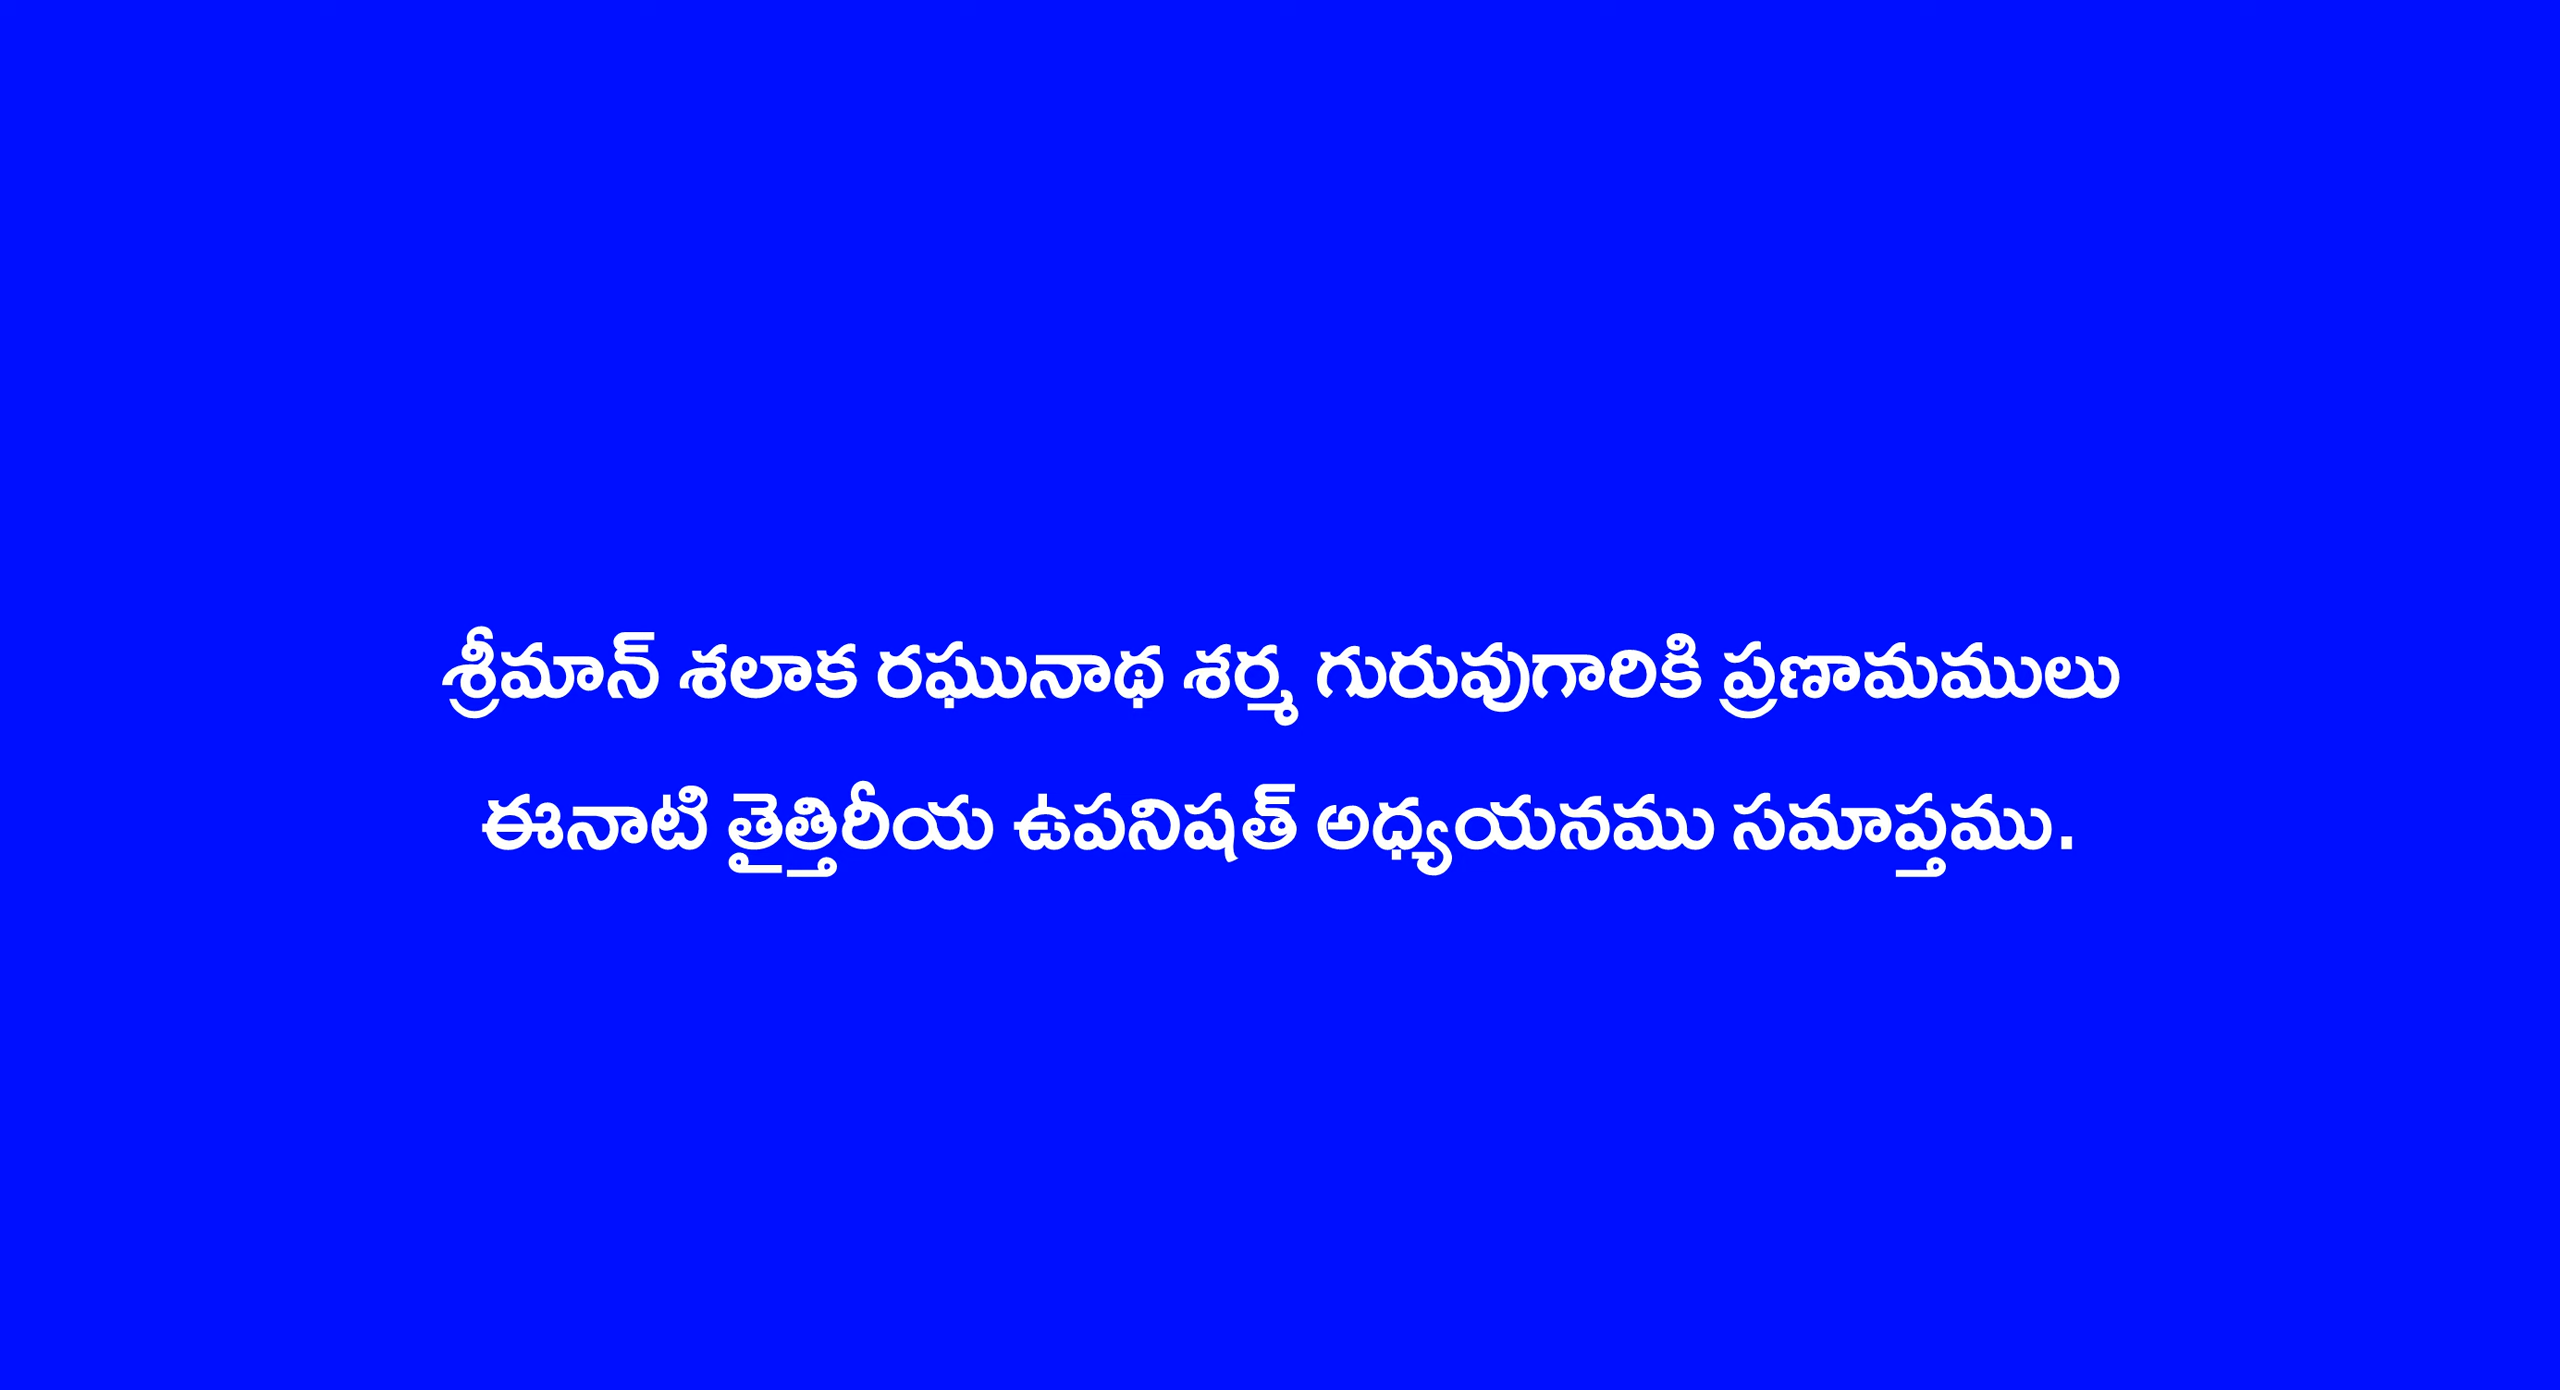 శ్రీమాన్ శలాక రఘునాథ శర్మ గురువుగారికి ప్రణామములు
ఈనాటి తైత్తిరీయ ఉపనిషత్ అధ్యయనము సమాప్తము.